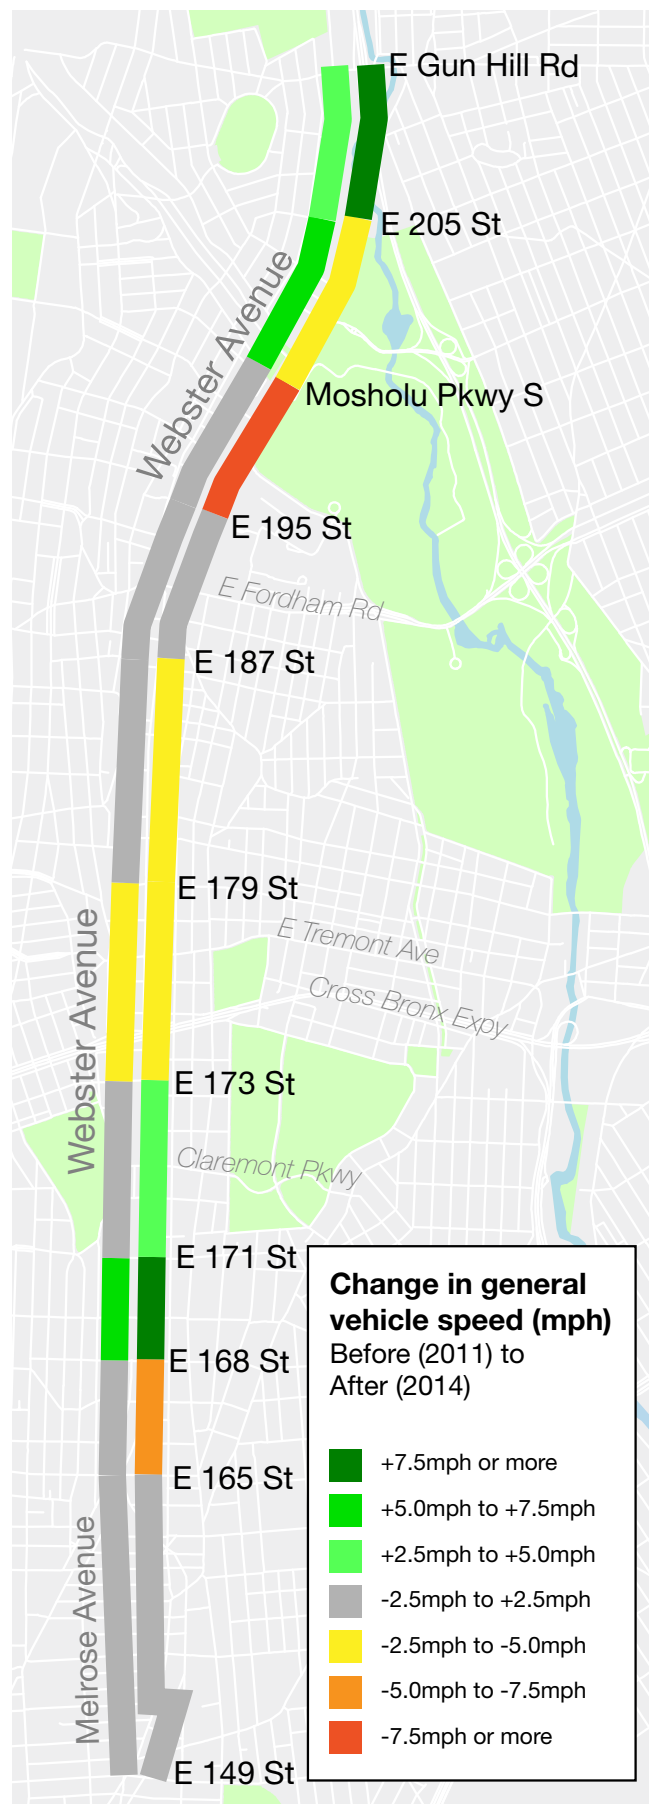 E Gun Hill Rd
E 205 St
Webster Avenue
Mosholu Pkwy S
E 195 St
E Fordham Rd
E 187 St
E 179 St
E Tremont Ave
Webster Avenue
Cross Bronx Expy
E 173 St
Claremont Pkwy
E 171 St
Change in general
vehicle speed (mph)
Before (2011) to
After (2014)
E 168 St
+7.5mph or more
E 165 St
+5.0mph to +7.5mph
+2.5mph to +5.0mph
-2.5mph to +2.5mph
Melrose Avenue
-2.5mph to -5.0mph
-5.0mph to -7.5mph
-7.5mph or more
E 149 St